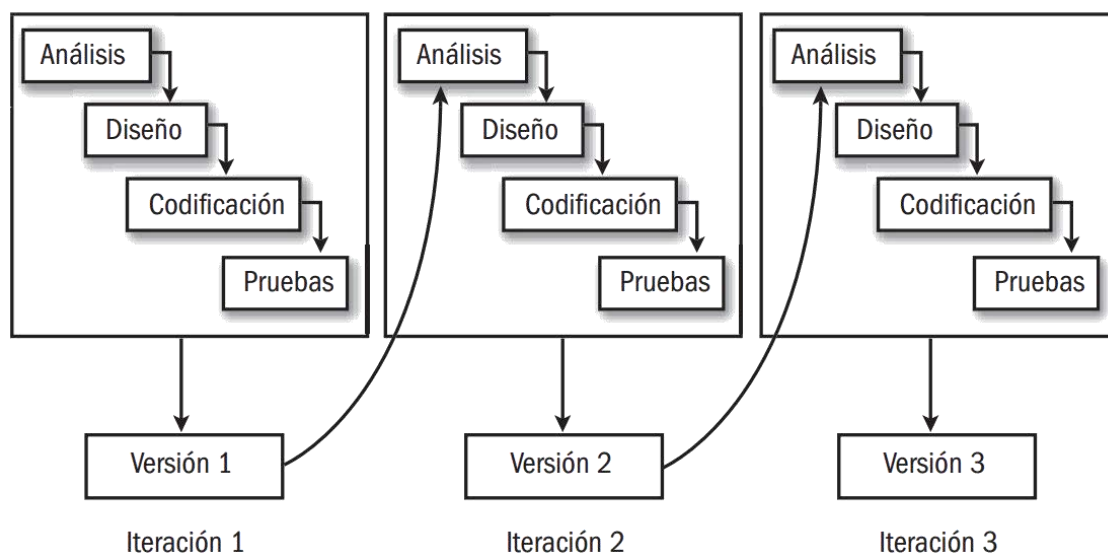 Análisis
Diseño
Codificación
Pruebas
Versión 1
Iteración 1
Análisis
Diseño
Codificación
Pruebas
Versión 2
Iteración 2
Análisis
Diseño
Codificación
Pruebas
Versión 3
Iteración 3